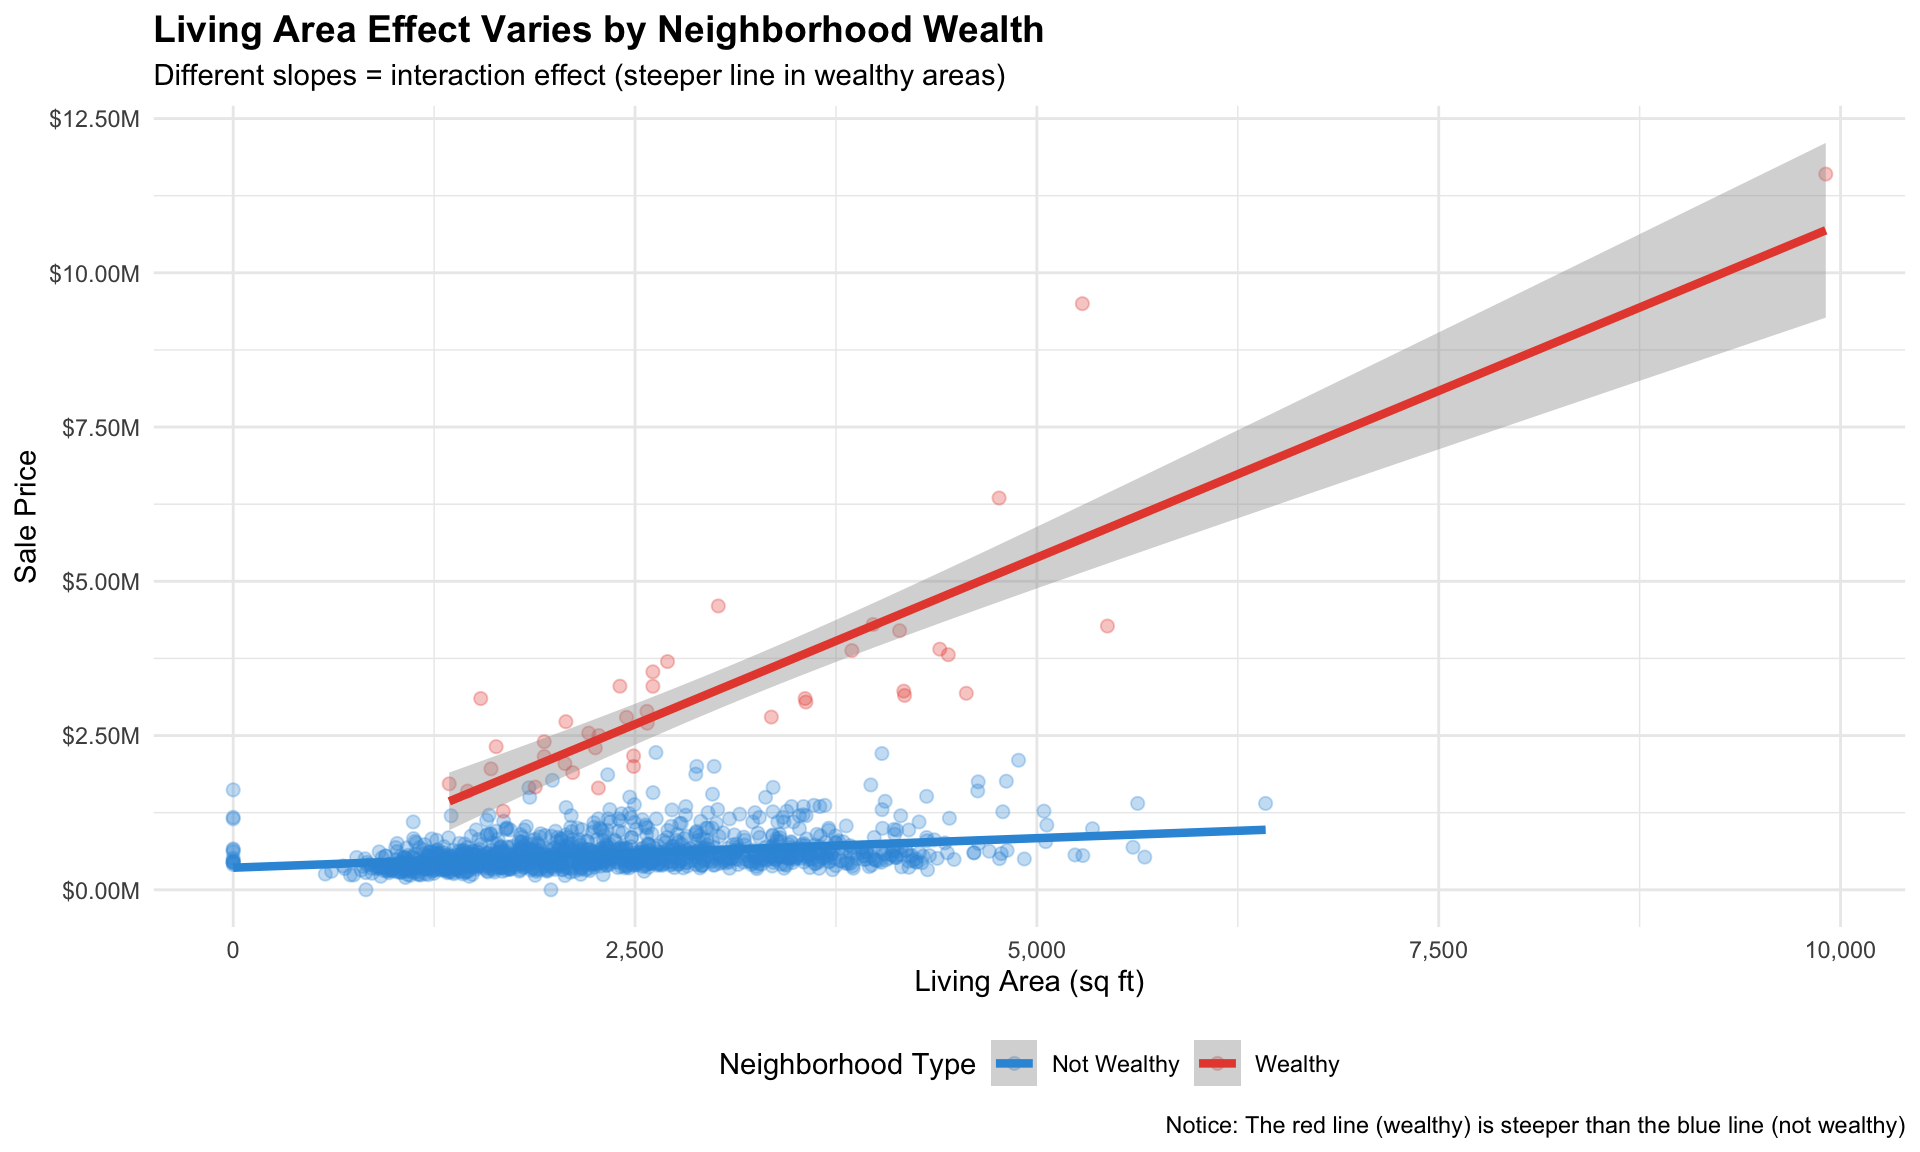 Living Area Effect Varies by Neighborhood Wealth
Different slopes = interaction effect (steeper line in wealthy areas)
$12.50M
$10.00M
$7.50M
$5.00M
$2.50M
$0.00M
Sale Price
0
2,500
5,000
7,500
10,000
Living Area (sq ft)
Neighborhood Type
Not Wealthy
Wealthy
Notice: The red line (wealthy) is steeper than the blue line (not wealthy)